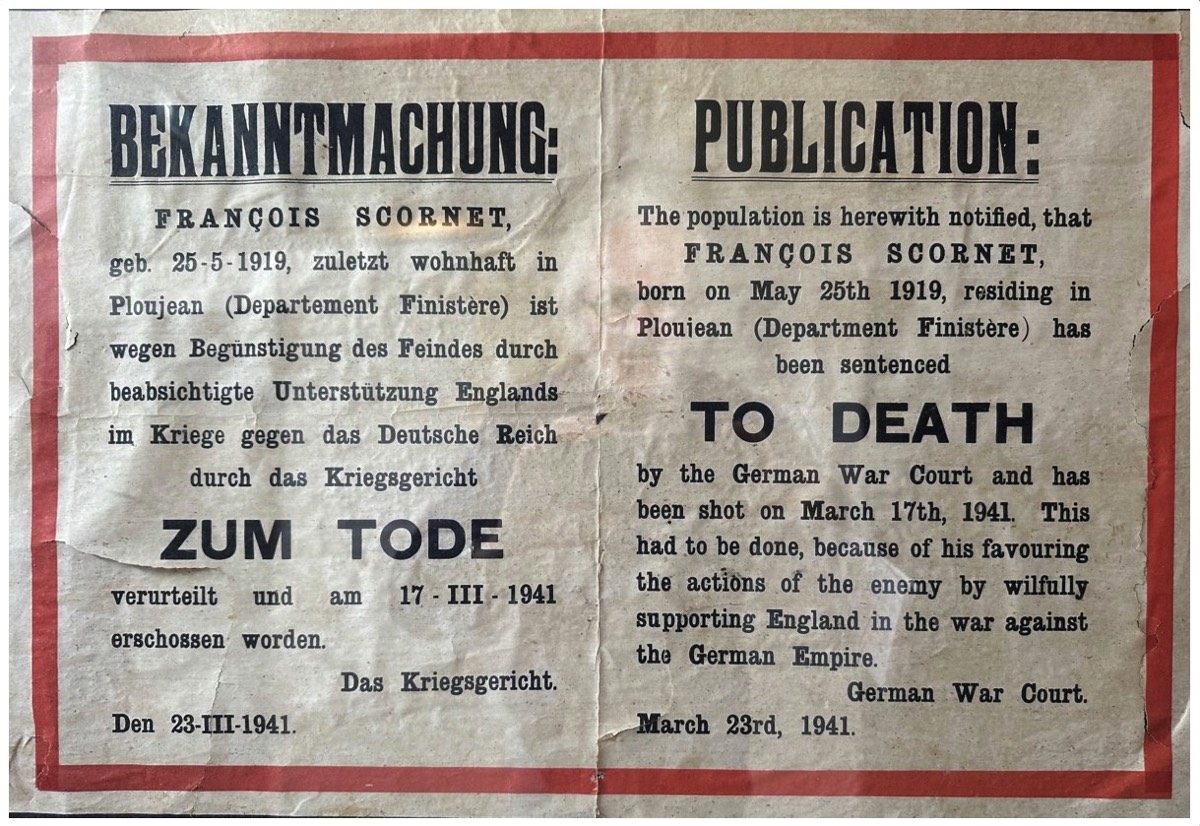 BEKANNTMACHUNG:
FRANÇOIS SCORNET,
geb. 25-5-1919, zuletzt wohnhaft in
Ploujean (Departement Finistère) ist
wegen Begünstigung des Feindes durch
beabsichtigte Unterstützung Englands
im Kriege gegen das Deutsche Reich
durch das Kriegsgericht
ZUM TODE
verurteilt und am 17-III-1941
erschossen worden.
Das Kriegsgericht.
Den 23-III-1941.
PUBLICATION:
The population is herewith notified, that
FRANÇOIS SCORNET,
born on May 25th 1919, residing in
Ploujean (Department Finistère) has
been sentenced
TO DEATH
by the German War Court and has
been shot on March 17th, 1941. This
had to be done, because of his favouring
the actions of the enemy by wilfully
supporting England in the war against
the German Empire.
German War Court.
March 23rd, 1941.